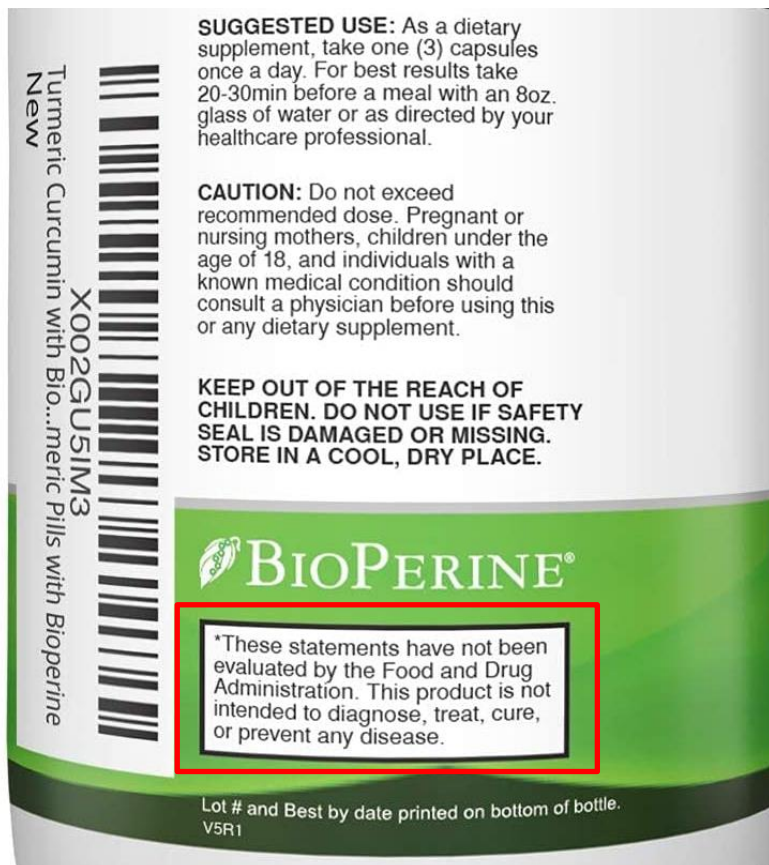 SUGGESTED USE: As a dietary
supplement, take one (3) capsules
once a day. For best results take
20-30min before a meal with an 8oz.
glass of water or as directed by your
healthcare professional.
CAUTION: Do not exceed
recommended dose. Pregnant or
nursing mothers, children under the
age of 18, and individuals with a
known medical condition should
consult a physician before using this
or any dietary supplement.
KEEP OUT OF THE REACH OF
CHILDREN. DO NOT USE IF SAFETY
SEAL IS DAMAGED OR MISSING.
STORE IN A COOL, DRY PLACE.
BIOPERINE®
*These statements have not been
evaluated by the Food and Drug
Administration. This product is not
intended to diagnose, treat, cure,
or prevent any disease.
Lot # and Best by date printed on bottom of bottle.
V5R1
X002GU5IM3
Turmeric Curcumin with Bio...meric Pills with Bioperine
New